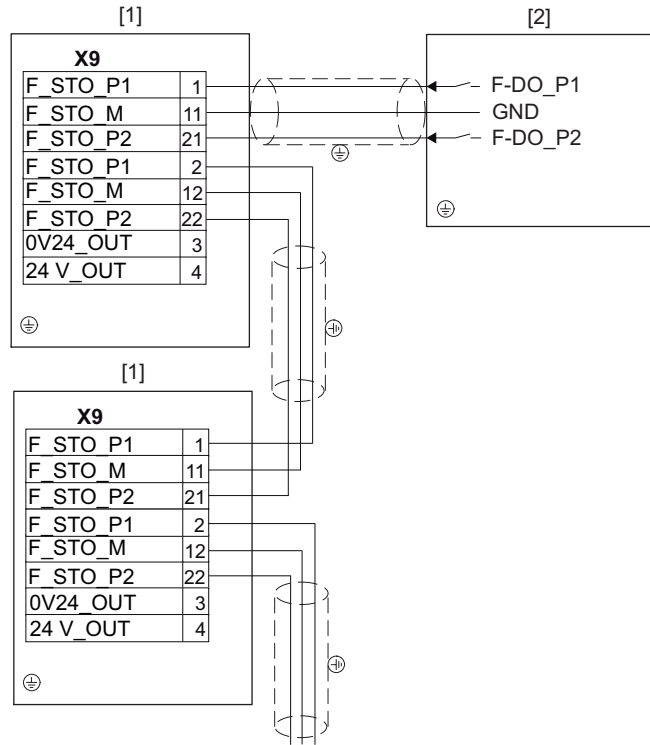 [1] [2]
X9
F_STO_P1 1 F-DO_P1
F_STO_M 11 GND
F_STO_P2 21 F-DO_P2
F_STO_P1 2
F_STO_M 12
F_STO_P2 22
0V24_OUT 3
24 V_OUT 4
[1]
X9
F_STO_P1 1
F_STO_M 11
F_STO_P2 21
F_STO_P1 2
F_STO_M 12
F_STO_P2 22
0V24_OUT 3
24 V_OUT 4